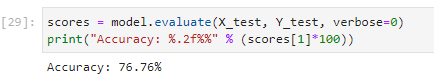 [29]: scores = model.evaluate(X_test, Y_test, verbose=0)
print("Accuracy: %.2f%%" % (scores[1]*100))
Accuracy: 76.76%